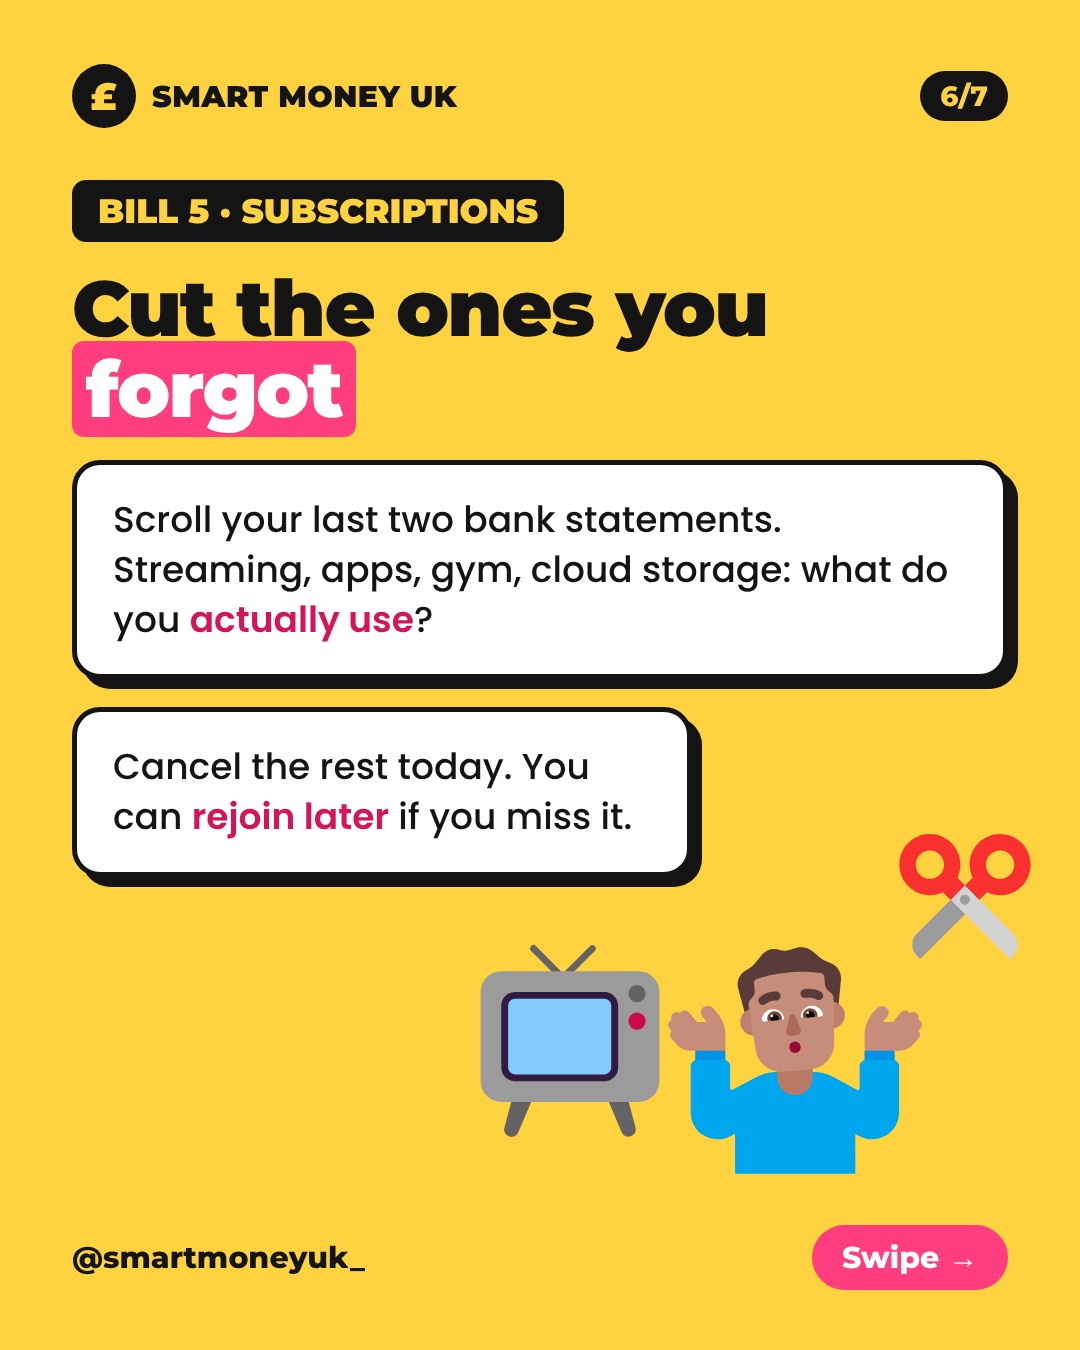 £ SMART MONEY UK
6/7
BILL 5 • SUBSCRIPTIONS
Cut the ones you
forgot
Scroll your last two bank statements.
Streaming, apps, gym, cloud storage: what do
you actually use?
Cancel the rest today. You
can rejoin later if you miss it.
@smartmoneyuk_
Swipe →